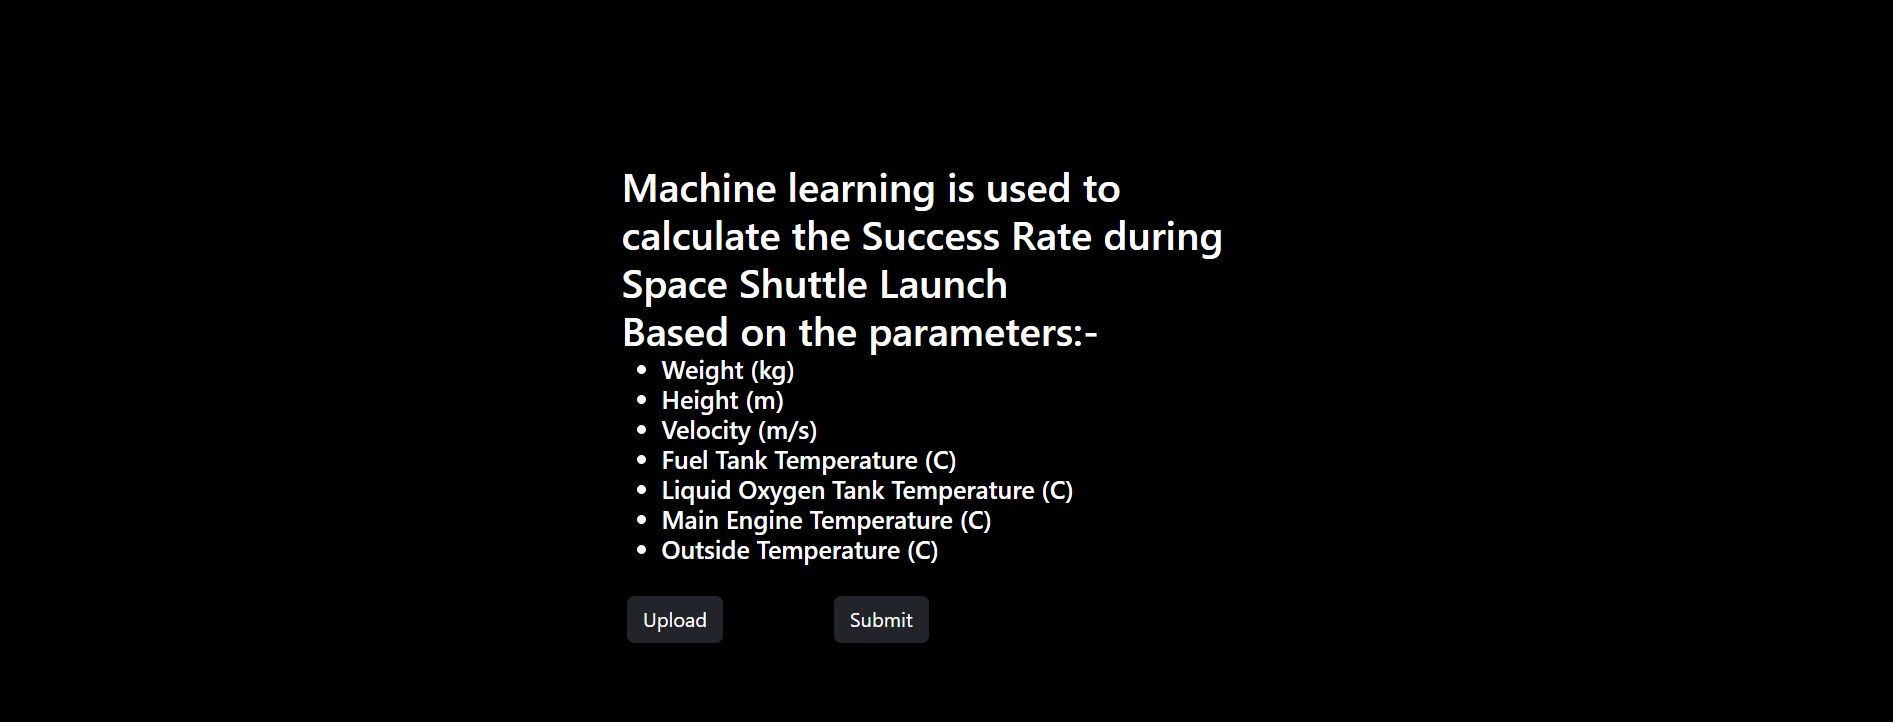 Machine learning is used to
calculate the Success Rate during
Space Shuttle Launch
Based on the parameters:-
• Weight (kg)
• Height (m)
• Velocity (m/s)
• Fuel Tank Temperature (C)
• Liquid Oxygen Tank Temperature (C)
• Main Engine Temperature (C)
• Outside Temperature (C)
Upload Submit